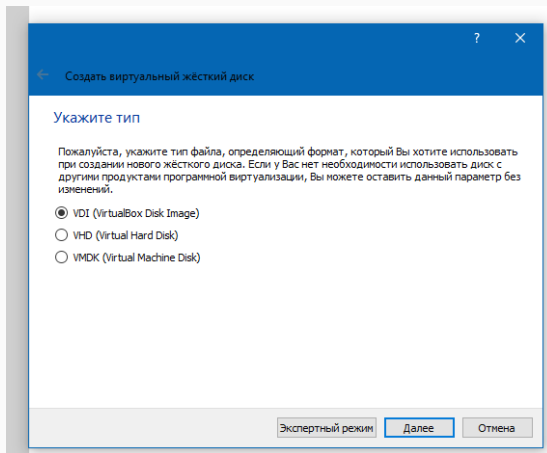 Создать виртуальный жёсткий диск
Укажите тип
Пожалуйста, укажите тип файла, определяющий формат, который Вы хотите использовать
при создании нового жёсткого диска. Если у Вас нет необходимости использовать диск с
другими продуктами программной виртуализации, Вы можете оставить данный параметр без
изменений.
VDI (VirtualBox Disk Image)
VHD (Virtual Hard Disk)
VMDK (Virtual Machine Disk)
Экспертный режим Далее Отмена